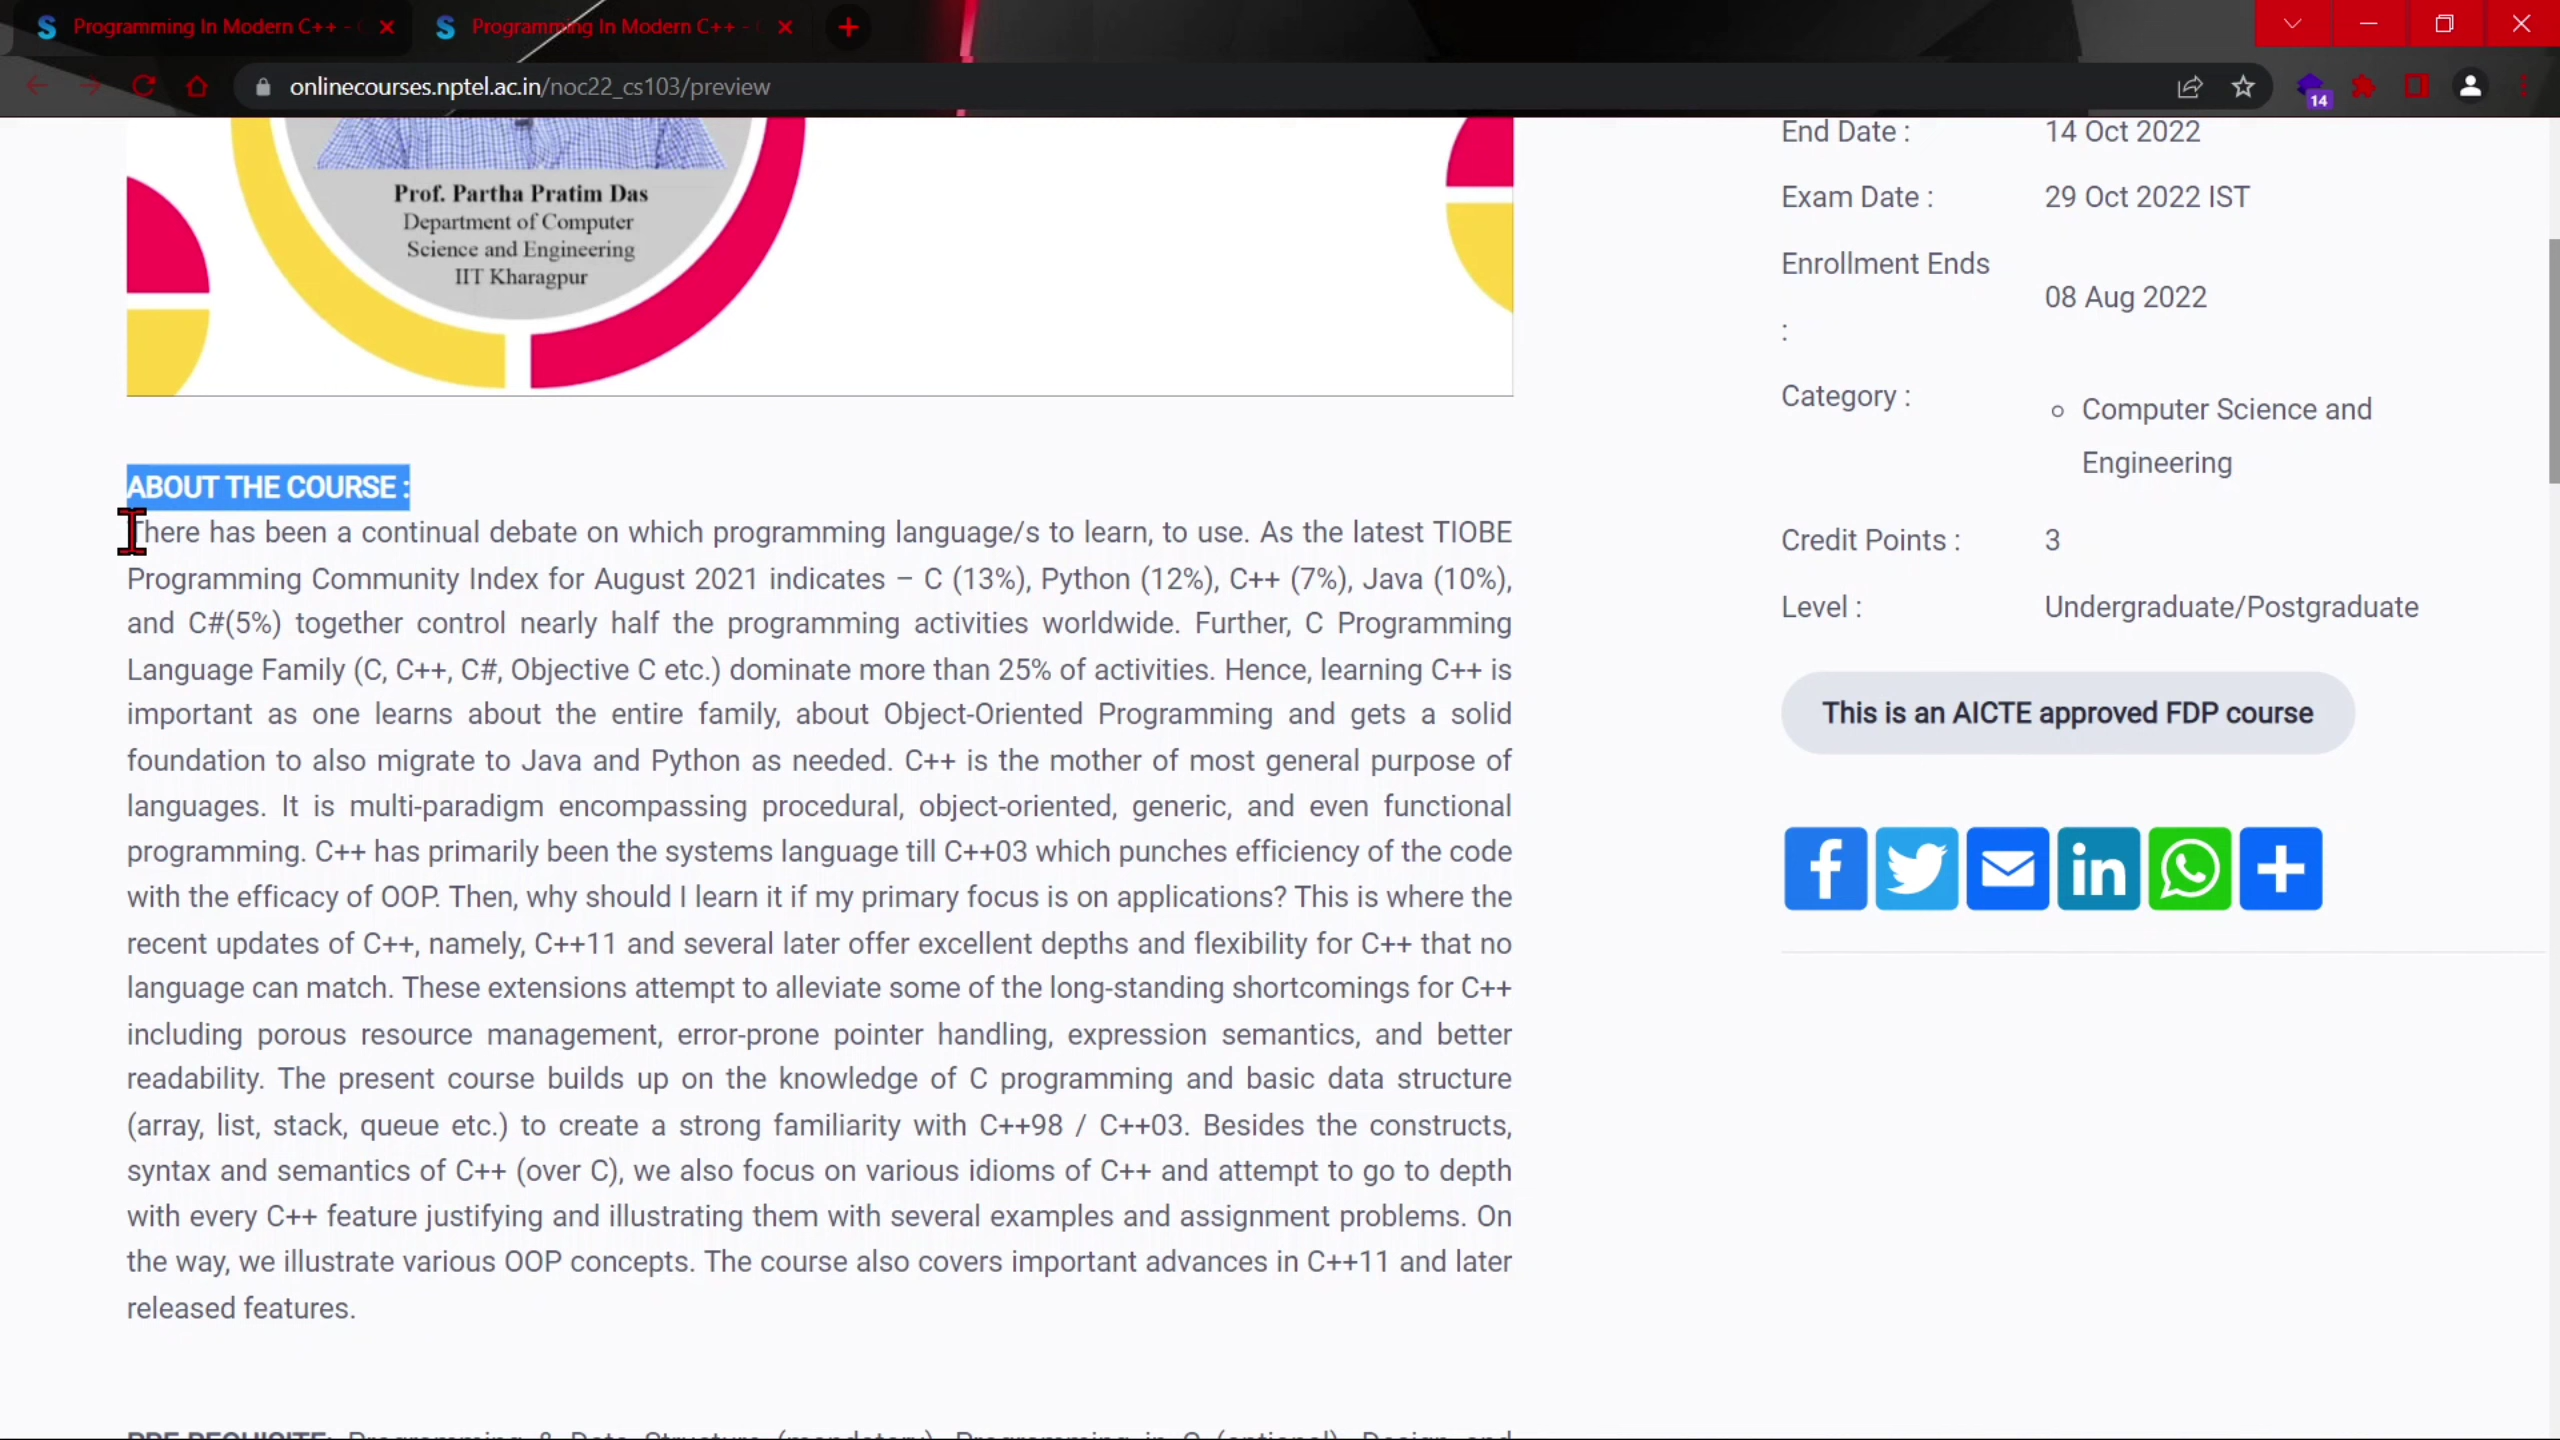 Programming In Modern C++ -
Programming In Modern C++ -
onlinecourses.nptel.ac.in/noc22_cs103/preview
14
Prof. Partha Pratim Das
Department of Computer
Science and Engineering
IIT Kharagpur
End Date : 14 Oct 2022
Exam Date : 29 Oct 2022 IST
Enrollment Ends
: 08 Aug 2022
Category :
Computer Science and
Engineering
Credit Points : 3
Level : Undergraduate/Postgraduate
This is an AICTE approved FDP course
ABOUT THE COURSE :
There has been a continual debate on which programming language/s to learn, to use. As the latest TIOBE
Programming Community Index for August 2021 indicates – C (13%), Python (12%), C++ (7%), Java (10%),
and C#(5%) together control nearly half the programming activities worldwide. Further, C Programming
Language Family (C, C++, C#, Objective C etc.) dominate more than 25% of activities. Hence, learning C++ is
important as one learns about the entire family, about Object-Oriented Programming and gets a solid
foundation to also migrate to Java and Python as needed. C++ is the mother of most general purpose of
languages. It is multi-paradigm encompassing procedural, object-oriented, generic, and even functional
programming. C++ has primarily been the systems language till C++03 which punches efficiency of the code
with the efficacy of OOP. Then, why should I learn it if my primary focus is on applications? This is where the
recent updates of C++, namely, C++11 and several later offer excellent depths and flexibility for C++ that no
language can match. These extensions attempt to alleviate some of the long-standing shortcomings for C++
including porous resource management, error-prone pointer handling, expression semantics, and better
readability. The present course builds up on the knowledge of C programming and basic data structure
(array, list, stack, queue etc.) to create a strong familiarity with C++98 / C++03. Besides the constructs,
syntax and semantics of C++ (over C), we also focus on various idioms of C++ and attempt to go to depth
with every C++ feature justifying and illustrating them with several examples and assignment problems. On
the way, we illustrate various OOP concepts. The course also covers important advances in C++11 and later
released features.
PRE-REQUISITE: Programming & Data Structure (mandatory), Programming in C (optional), Design and